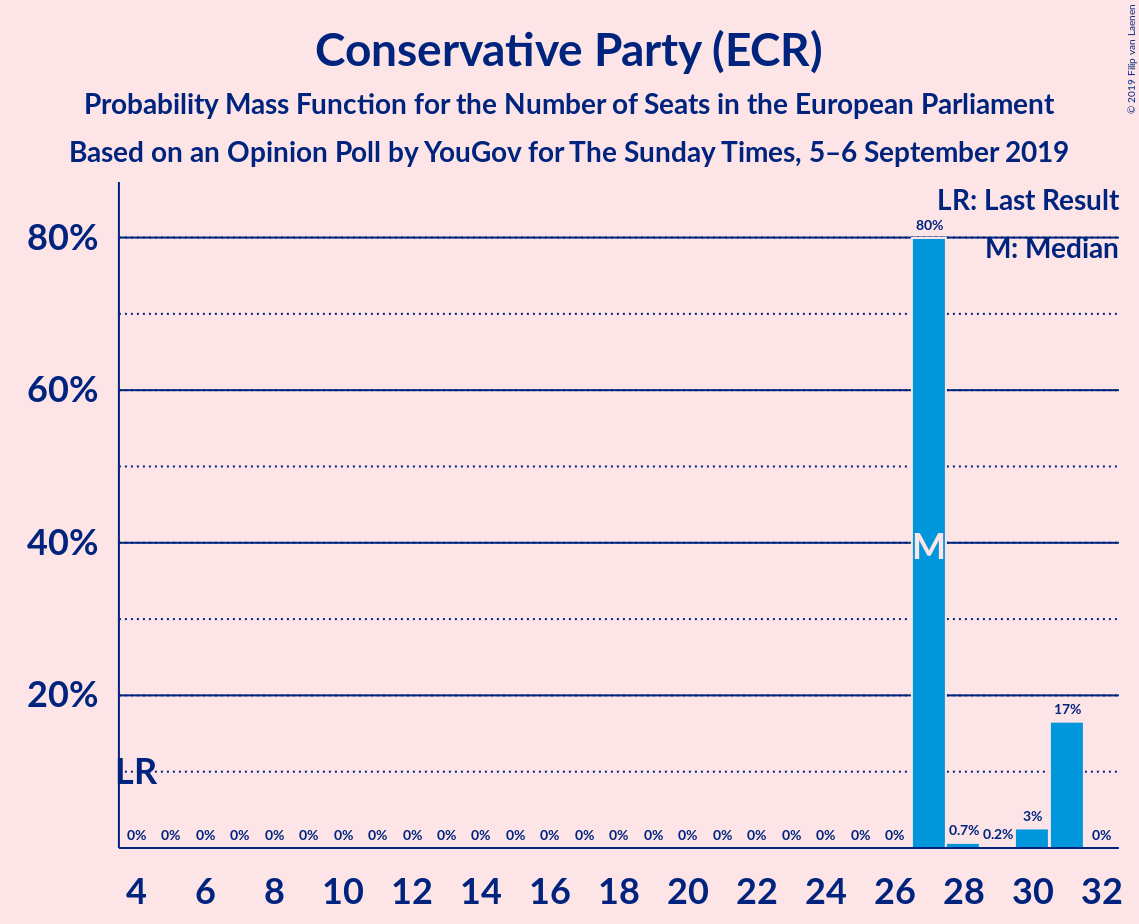 Conservative Party (ECR)
Probability Mass Function for the Number of Seats in the European Parliament
Based on an Opinion Poll by YouGov for The Sunday Times, 5–6 September 2019
© 2019 Filip van Laenen
LR: Last Result
M: Median
80%
60%
40%
20%
80%
M
17%
LR
0% 0% 0% 0% 0% 0% 0% 0% 0% 0% 0% 0% 0% 0% 0% 0% 0% 0% 0% 0% 0% 0% 0% 0.7% 0.2% 3% 0%
4 6 8 10 12 14 16 18 20 22 24 26 28 30 32